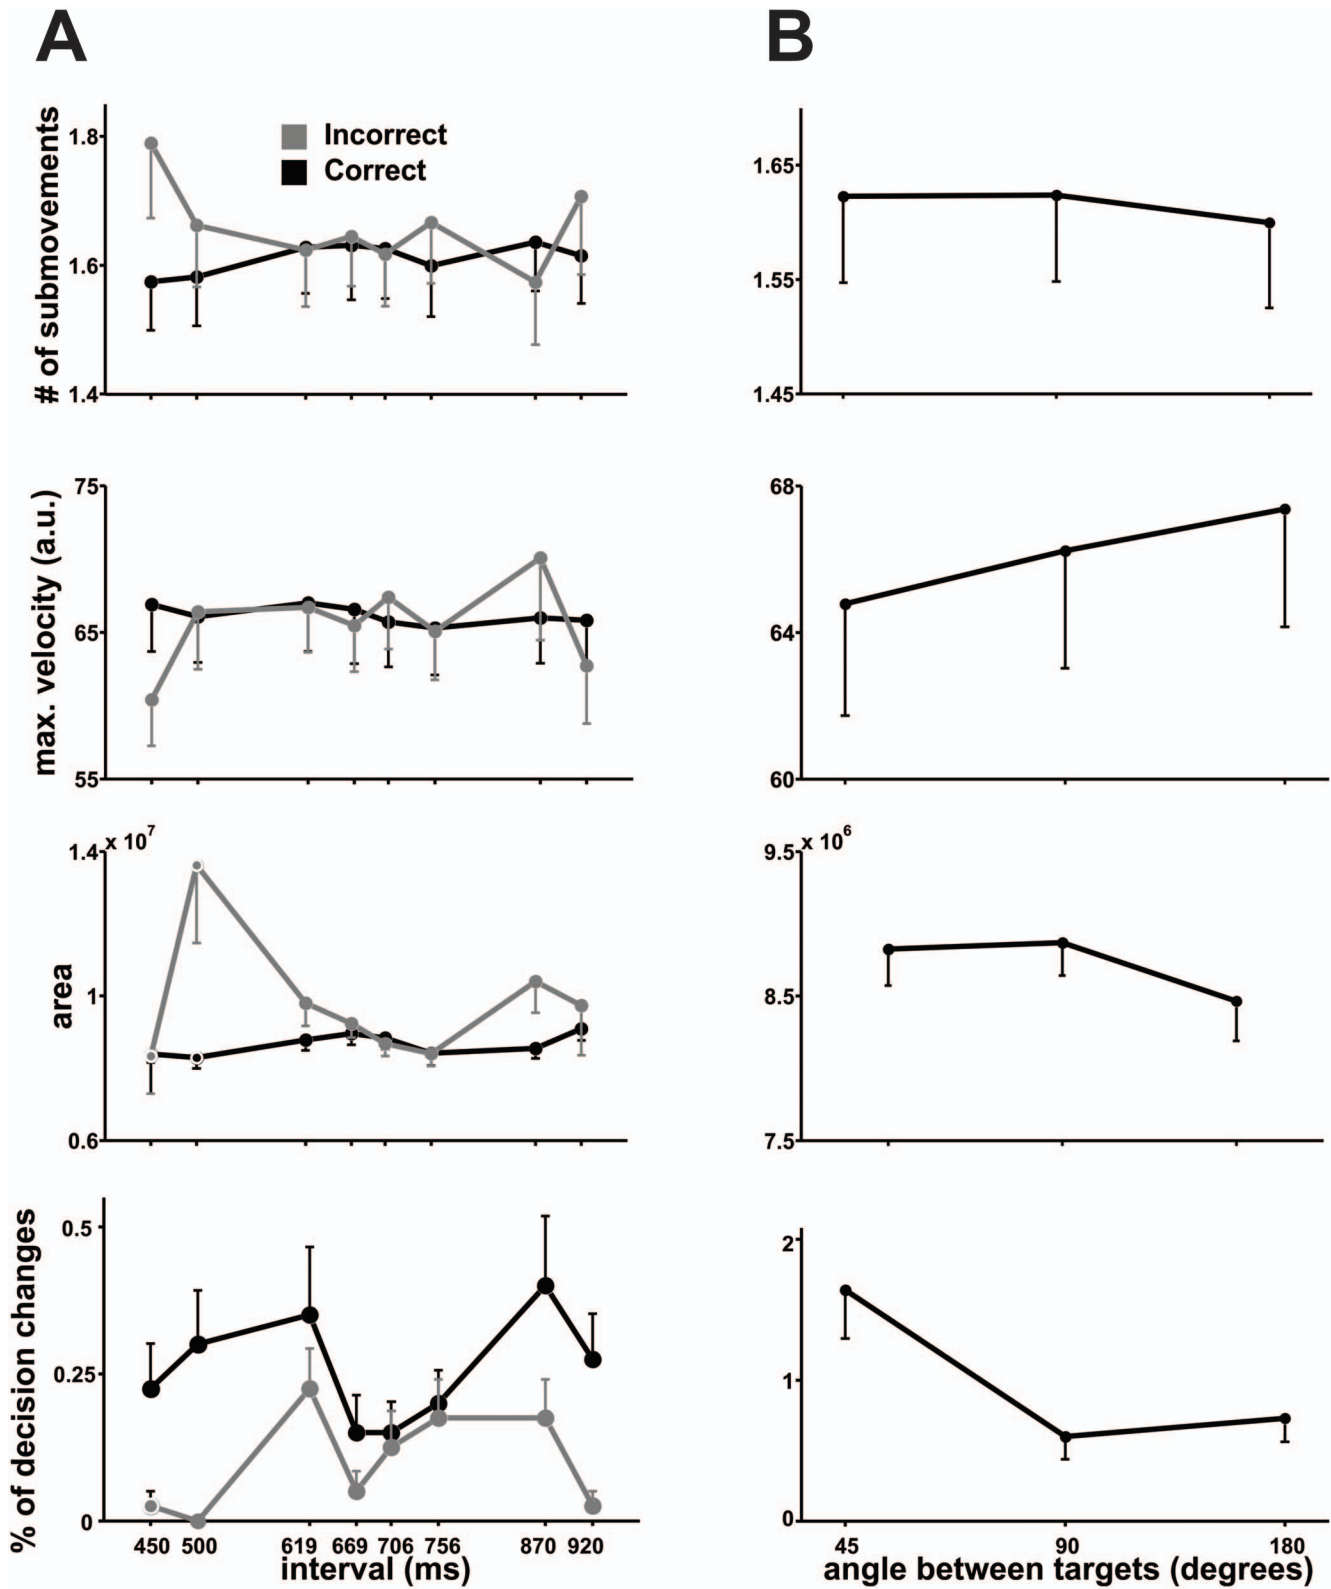 A
B
# of submovements
1.8
1.6
1.4
Incorrect
Correct
1.65
1.55
1.45
max. velocity (a.u.)
75
65
55
68
64
60
area
x 10^7
1.4
1
0.6
x 10^6
9.5
8.5
7.5
% of decision changes
0.5
0.25
0
450 500 619 669 706 756 870 920
interval (ms)
2
1
0
45 90 180
angle between targets (degrees)